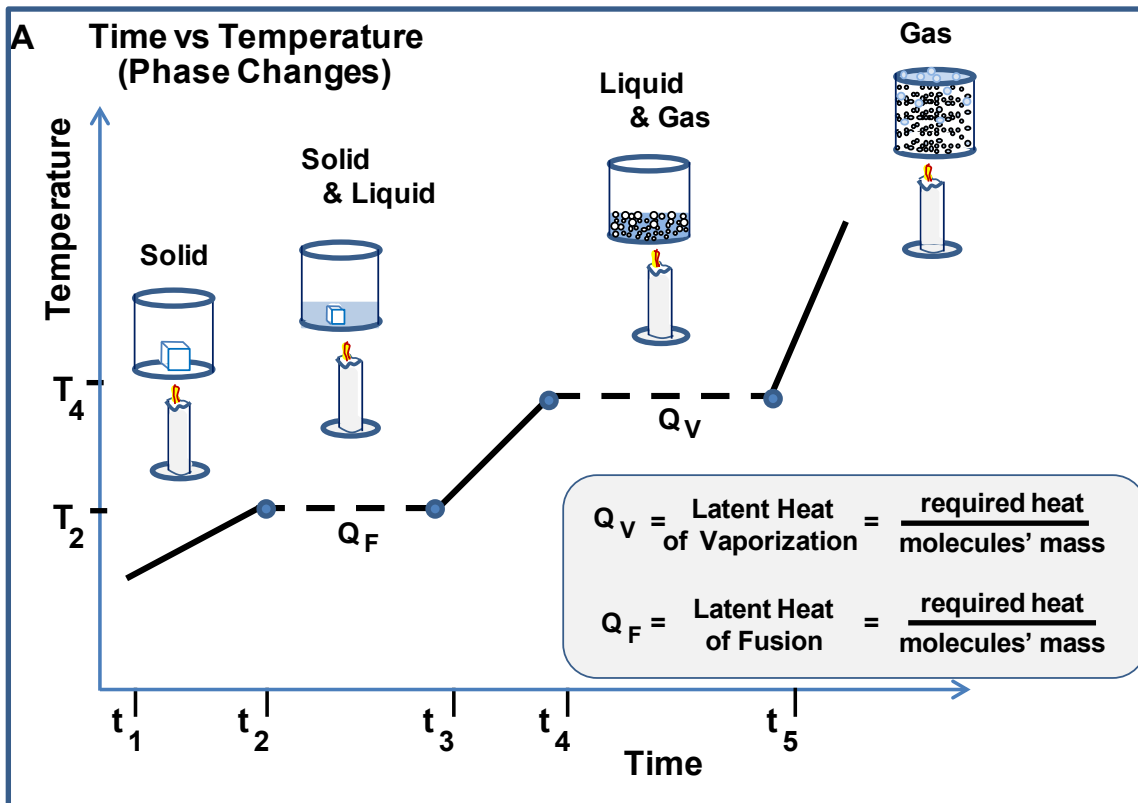 A
Time vs Temperature
(Phase Changes)
Gas
Liquid
& Gas
Solid
& Liquid
Solid
Temperature
T4
QV
T2
QF
QV = Latent Heat of Vaporization = required heat / molecules’ mass
QF = Latent Heat of Fusion = required heat / molecules’ mass
t1 t2 t3 t4 t5
Time